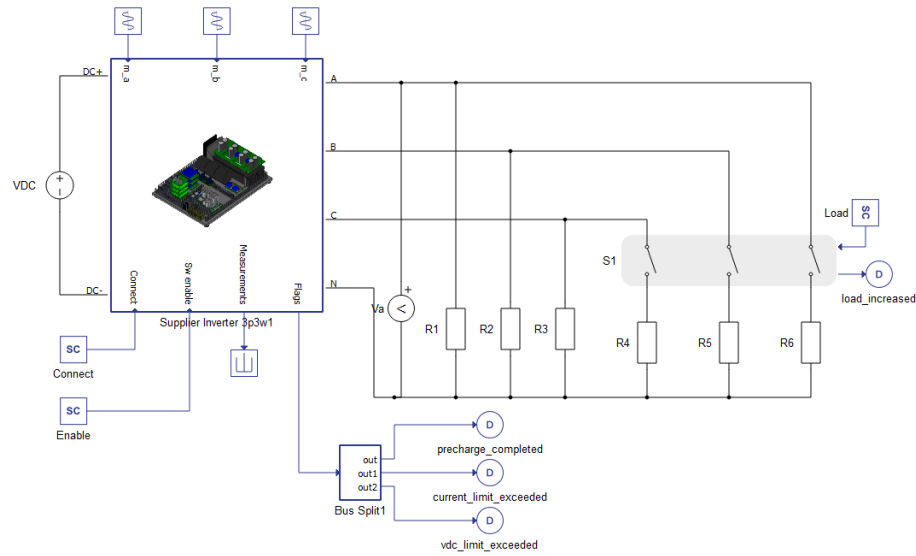 m_a
m_b
m_c
DC+
A
B
VDC
C
Load
SC
S1
D
load_increased
Connect
Sw enable
Measurements
Flags
N
DC-
Va
V
R1
R2
R3
R4
R5
R6
Supplier Inverter 3p3w1
SC
Connect
SC
Enable
out
out1
out2
Bus Split1
D
precharge_completed
D
current_limit_exceeded
D
vdc_limit_exceeded